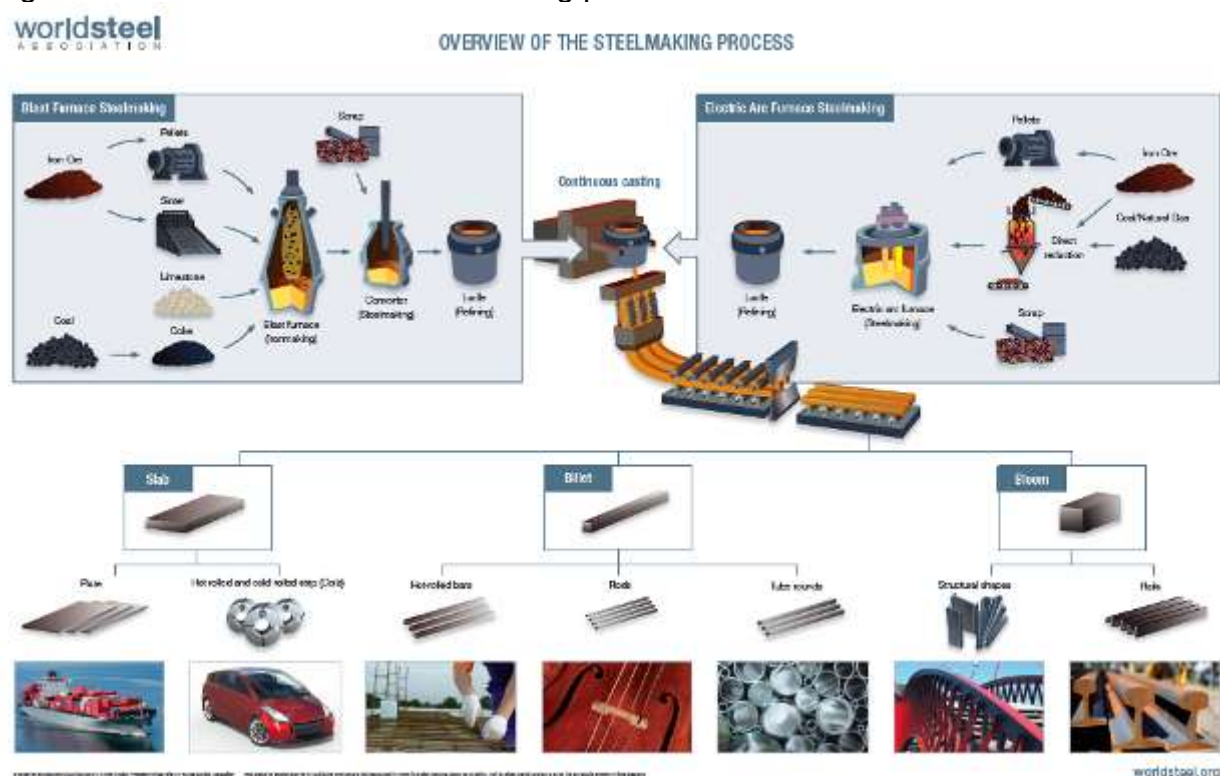 worldsteel
ASSOCIATION
OVERVIEW OF THE STEELMAKING PROCESS
Blast Furnace Steelmaking
Iron Ore
Pellets
Sinter
Limestone
Coal
Coke
Scrap
Blast furnace
(Ironmaking)
Converter
(Steelmaking)
Ladle
(Refining)
Continuous casting
Electric Arc Furnace Steelmaking
Pellets
Iron Ore
Coal/Natural Gas
Direct
reduction
Scrap
Electric arc furnace
(Steelmaking)
Ladle
(Refining)
Slab
Billet
Bloom
Plate
Hot rolled and cold rolled strip (Coils)
Hot rolled bars
Rods
Tube rounds
Structural shapes
Rails
worldsteel.org